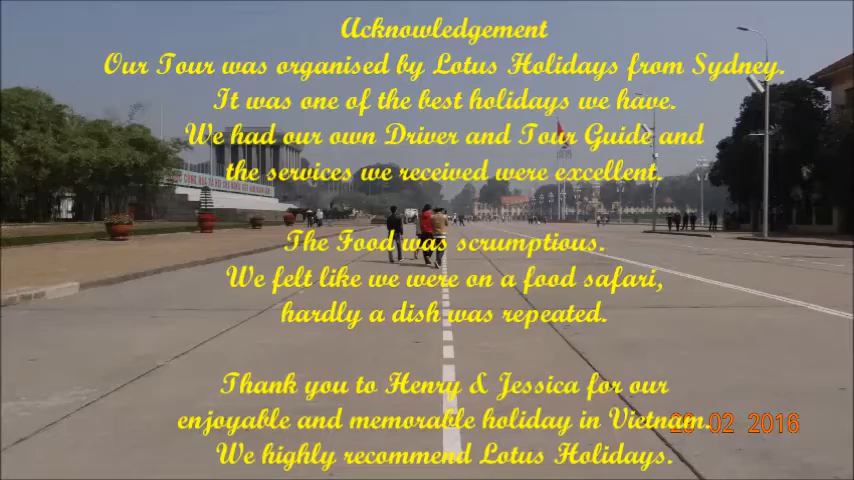 Acknowledgement
Our Tour was organised by Lotus Holidays from Sydney.
It was one of the best holidays we have.
We had our own Driver and Tour Guide and
the services we received were excellent.
The Food was scrumptious.
We felt like we were on a food safari,
hardly a dish was repeated.
Thank you to Henry & Jessica for our
enjoyable and memorable holiday in Vietnam.
We highly recommend Lotus Holidays.
02 2016